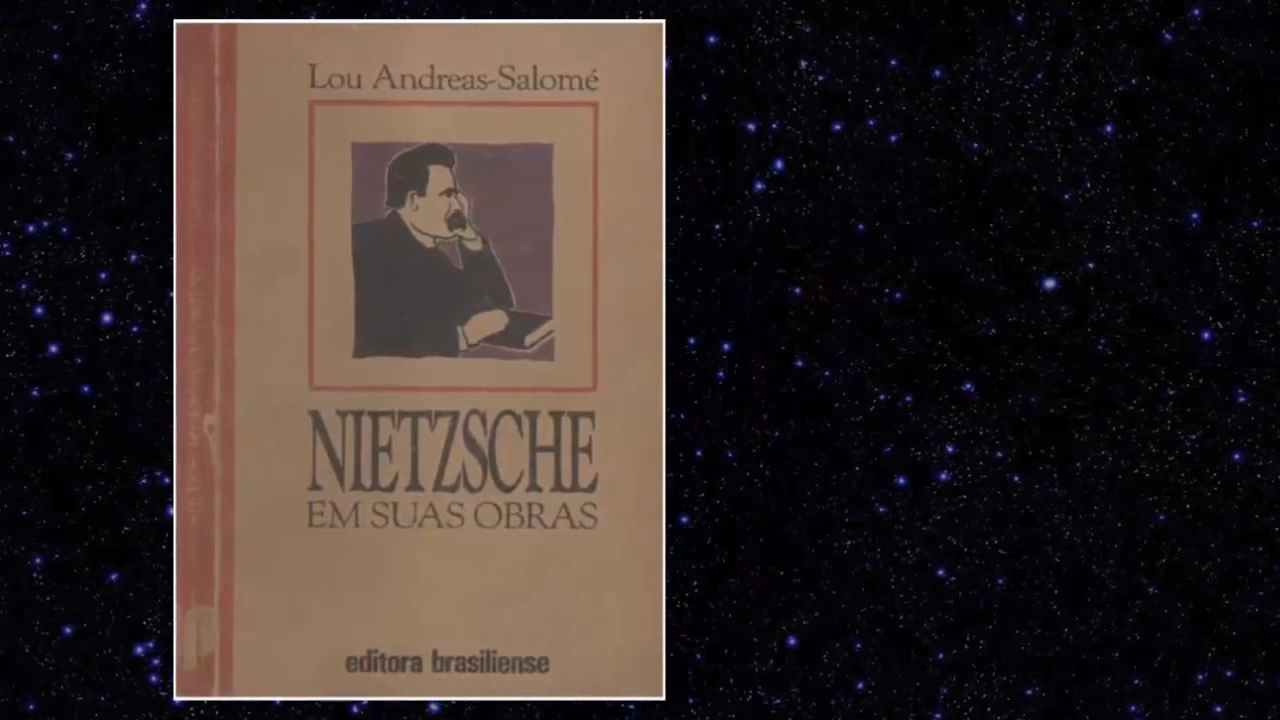 Lou Andreas-Salomé
NIETZSCHE
EM SUAS OBRAS
editora brasiliense